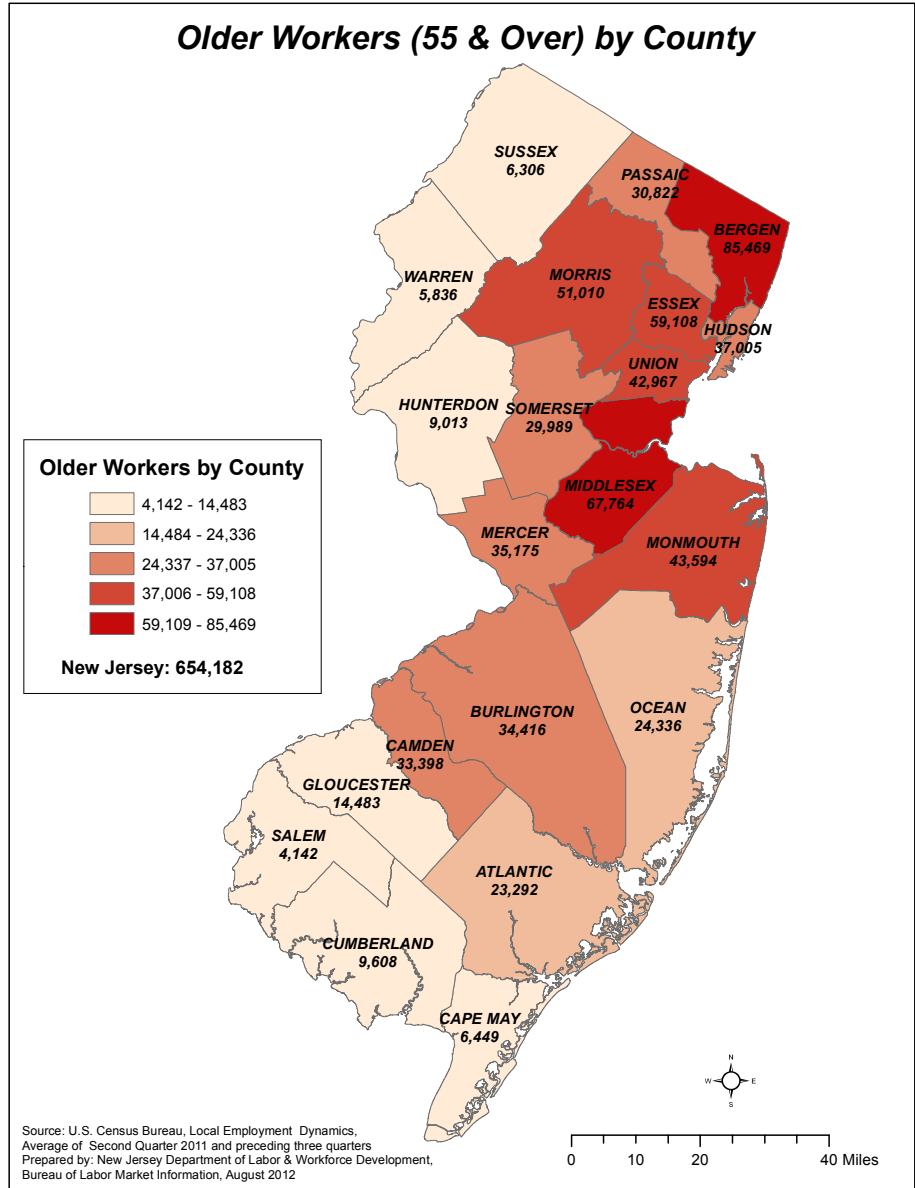 Older Workers (55 & Over) by County
SUSSEX
6,306
PASSAIC
30,822
BERGEN
85,469
WARREN
5,836
MORRIS
51,010
ESSEX
59,108
HUDSON
37,005
UNION
42,967
HUNTERDON
9,013
SOMERSET
29,989
MIDDLESEX
67,764
MERCER
35,175
MONMOUTH
43,594
Older Workers by County
4,142 - 14,483
14,484 - 24,336
24,337 - 37,005
37,006 - 59,108
59,109 - 85,469
New Jersey: 654,182
OCEAN
24,336
BURLINGTON
34,416
CAMDEN
33,398
GLOUCESTER
14,483
SALEM
4,142
ATLANTIC
23,292
CUMBERLAND
9,608
CAPE MAY
6,449
N
W E
S
Source: U.S. Census Bureau, Local Employment Dynamics,
Average of Second Quarter 2011 and preceding three quarters
Prepared by: New Jersey Department of Labor & Workforce Development,
Bureau of Labor Market Information, August 2012
0 10 20 40 Miles